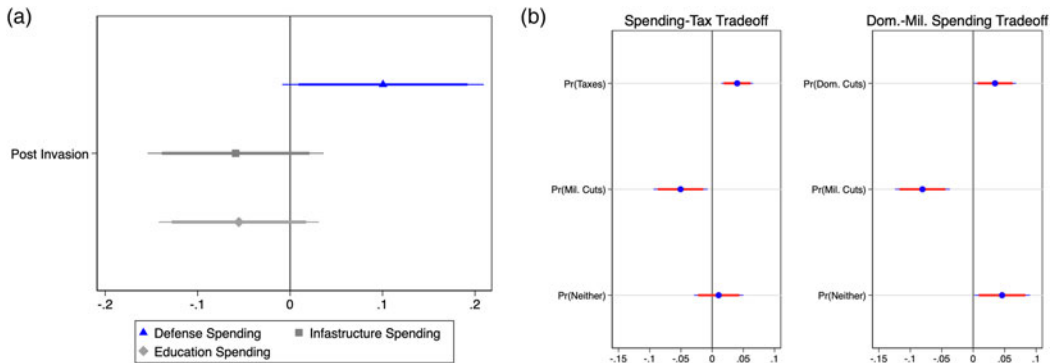 (a)
Post Invasion
-.2 -.1 0 .1 .2
Defense Spending Infastructure Spending
Education Spending
(b)
Spending-Tax Tradeoff
Pr(Taxes)
Pr(Mil. Cuts)
Pr(Neither)
-.15 -.1 -.05 0 .05 .1
Dom.-Mil. Spending Tradeoff
Pr(Dom. Cuts)
Pr(Mil. Cuts)
Pr(Neither)
-.15 -.1 -.05 0 .05 .1